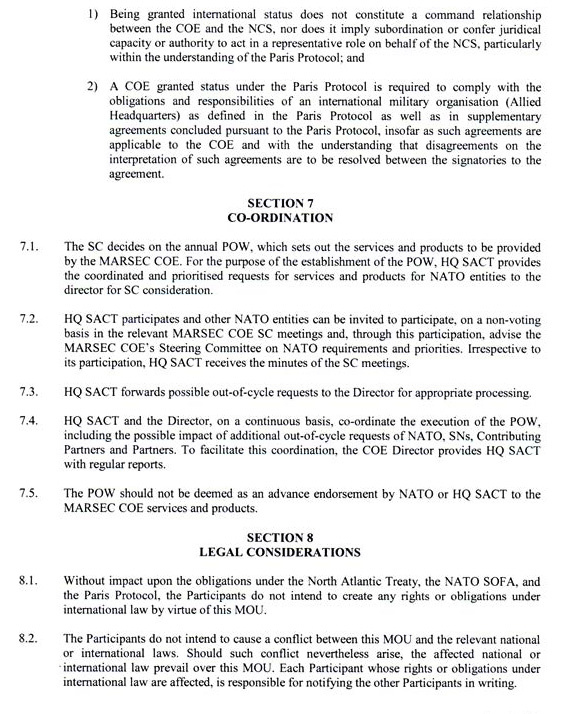 1) Being granted international status does not constitute a command relationship
between the COE and the NCS, nor does it imply subordination or confer juridical
capacity or authority to act in a representative role on behalf of the NCS, particularly
within the understanding of the Paris Protocol; and
2) A COE granted status under the Paris Protocol is required to comply with the
obligations and responsibilities of an international military organisation (Allied
Headquarters) as defined in the Paris Protocol as well as in supplementary
agreements concluded pursuant to the Paris Protocol, insofar as such agreements are
applicable to the COE and with the understanding that disagreements on the
interpretation of such agreements are to be resolved between the signatories to the
agreement.
SECTION 7
CO-ORDINATION
7.1. The SC decides on the annual POW, which sets out the services and products to be provided
by the MARSEC COE. For the purpose of the establishment of the POW, HQ SACT provides
the coordinated and prioritised requests for services and products for NATO entities to the
director for SC consideration.
7.2. HQ SACT participates and other NATO entities can be invited to participate, on a non-voting
basis in the relevant MARSEC COE SC meetings and, through this participation, advise the
MARSEC COE's Steering Committee on NATO requirements and priorities. Irrespective to
its participation, HQ SACT receives the minutes of the SC meetings.
7.3. HQ SACT forwards possible out-of-cycle requests to the Director for appropriate processing.
7.4. HQ SACT and the Director, on a continuous basis, co-ordinate the execution of the POW,
including the possible impact of additional out-of-cycle requests of NATO, SNs, Contributing
Partners and Partners. To facilitate this coordination, the COE Director provides HQ SACT
with regular reports.
7.5. The POW should not be deemed as an advance endorsement by NATO or HQ SACT to the
MARSEC COE services and products.
SECTION 8
LEGAL CONSIDERATIONS
8.1. Without impact upon the obligations under the North Atlantic Treaty, the NATO SOFA, and
the Paris Protocol, the Participants do not intend to create any rights or obligations under
international law by virtue of this MOU.
8.2. The Participants do not intend to cause a conflict between this MOU and the relevant national
or international laws. Should such conflict nevertheless arise, the affected national or
international law prevail over this MOU. Each Participant whose rights or obligations under
international law are affected, is responsible for notifying the other Participants in writing.